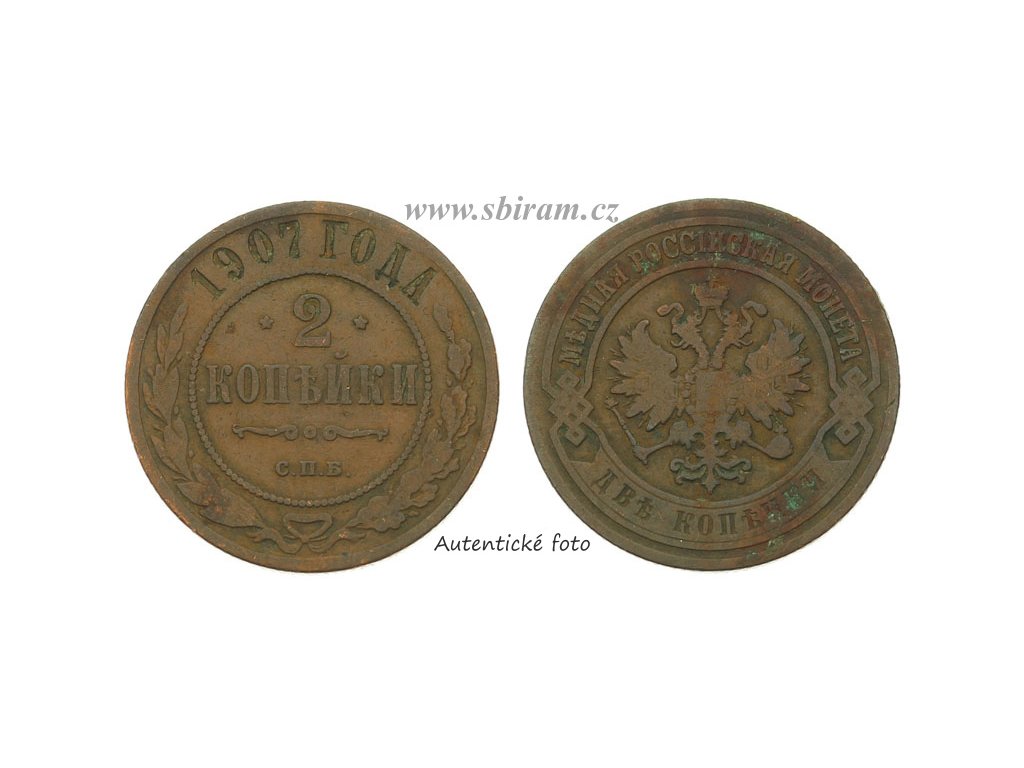 www.sbiram.cz
1907 ГОДА
2
КОПѢЙКИ
С.П.Б.
МѢДНАЯ РОССІЙСКАЯ МОНЕТА
ДВѢ КОПѢЙКИ
Autentické foto